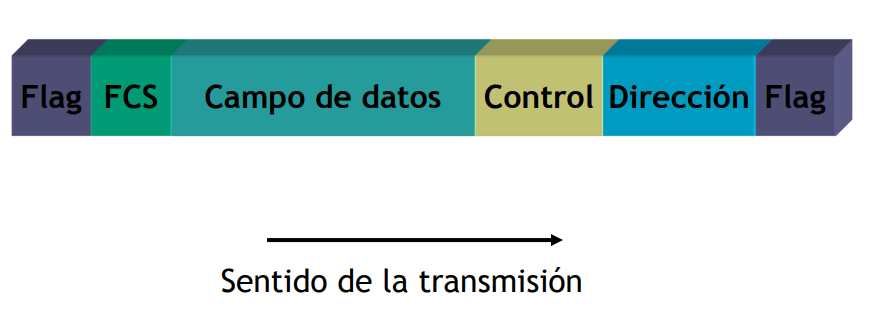 Flag FCS Campo de datos Control Dirección Flag
Sentido de la transmisión